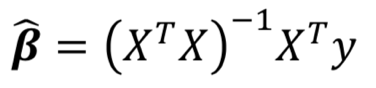 𝜷̂ = (𝑋ᵀ𝑋)⁻¹𝑋ᵀ𝑦